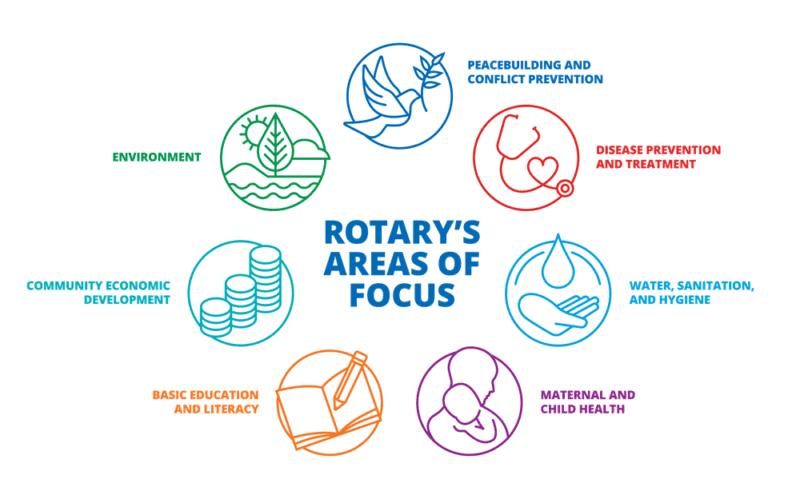 PEACEBUILDING AND
CONFLICT PREVENTION
ENVIRONMENT
DISEASE PREVENTION
AND TREATMENT
ROTARY'S
AREAS OF
FOCUS
COMMUNITY ECONOMIC
DEVELOPMENT
WATER, SANITATION,
AND HYGIENE
BASIC EDUCATION
AND LITERACY
MATERNAL AND
CHILD HEALTH